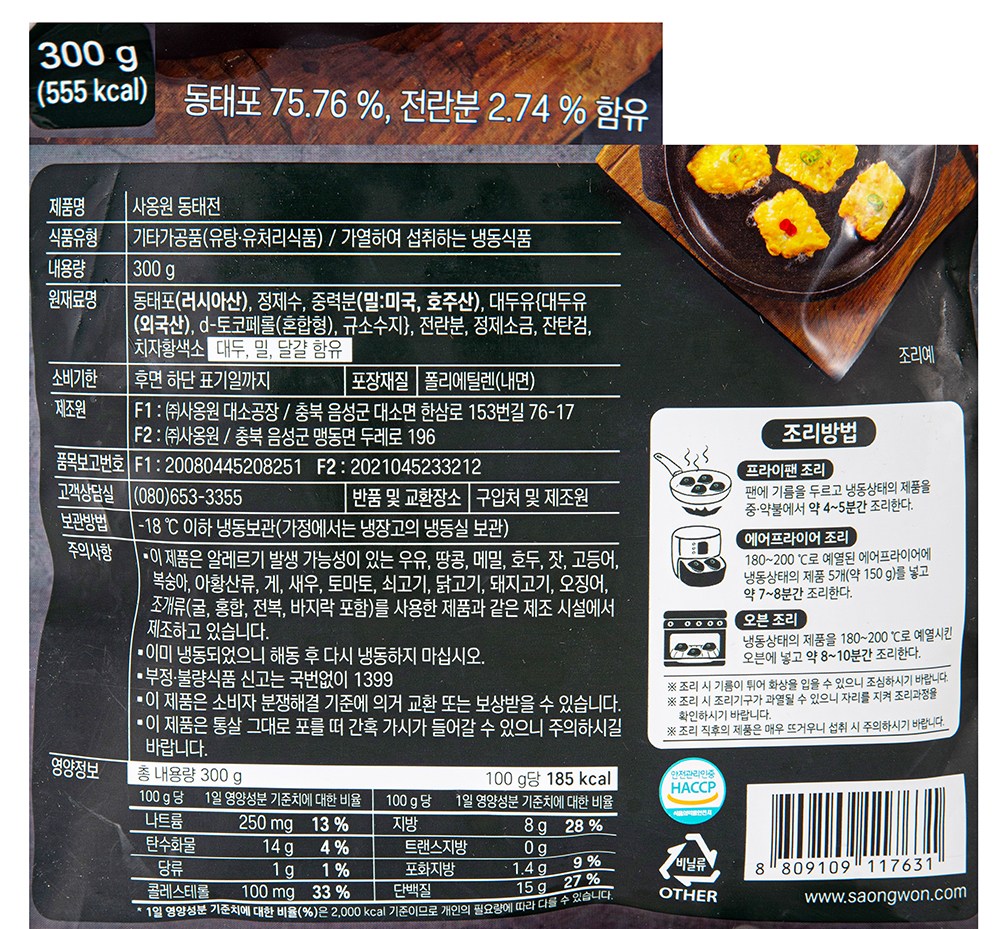 300 g
(555 kcal)
동태포 75.76 %, 전란분 2.74 % 함유
제품명 사옹원 동태전
식품유형 기타가공품(유탕·유처리식품) / 가열하여 섭취하는 냉동식품
내용량 300 g
원재료명 동태포(러시아산), 정제수, 중력분(밀:미국, 호주산), 대두유{대두유
(외국산), d-토코페롤(혼합형), 규소수지}, 전란분, 정제소금, 잔탄검,
치자황색소 대두, 밀, 달걀 함유
소비기한 후면 하단 표기일까지 포장재질 폴리에틸렌(내면)
제조원 F1 : ㈜사옹원 대소공장 / 충북 음성군 대소면 한삼로 153번길 76-17
F2 : ㈜사옹원 / 충북 음성군 맹동면 두레로 196
품목보고번호 F1 : 20080445208251 F2 : 2021045233212
고객상담실 (080)653-3355 반품 및 교환장소 구입처 및 제조원
보관방법 -18 ℃ 이하 냉동보관(가정에서는 냉장고의 냉동실 보관)
주의사항 ▪이 제품은 알레르기 발생 가능성이 있는 우유, 땅콩, 메밀, 호두, 잣, 고등어,
복숭아, 아황산류, 게, 새우, 토마토, 쇠고기, 닭고기, 돼지고기, 오징어,
조개류(굴, 홍합, 전복, 바지락 포함)를 사용한 제품과 같은 제조 시설에서
제조하고 있습니다.
▪이미 냉동되었으니 해동 후 다시 냉동하지 마십시오.
▪부정·불량식품 신고는 국번없이 1399
▪이 제품은 소비자 분쟁해결 기준에 의거 교환 또는 보상받을 수 있습니다.
▪이 제품은 통살 그대로 포를 떠 간혹 가시가 들어갈 수 있으니 주의하시길
바랍니다.
영양정보 총 내용량 300 g 100 g당 185 kcal
100 g 당 1일 영양성분 기준치에 대한 비율 100 g 당 1일 영양성분 기준치에 대한 비율
나트륨 250 mg 13 % 지방 8 g 28 %
탄수화물 14 g 4 % 트랜스지방 0 g
당류 1 g 1 % 포화지방 1.4 g 9 %
콜레스테롤 100 mg 33 % 단백질 15 g 27 %
* 1일 영양성분 기준치에 대한 비율(%)은 2,000 kcal 기준이므로 개인의 필요량에 따라 다를 수 있습니다.
조리예
조리방법
프라이팬 조리
팬에 기름을 두르고 냉동상태의 제품을
중·약불에서 약 4~5분간 조리한다.
에어프라이어 조리
180~200 ℃로 예열된 에어프라이어에
냉동상태의 제품 5개(약 150 g)를 넣고
약 7~8분간 조리한다.
오븐 조리
냉동상태의 제품을 180~200 ℃로 예열시킨
오븐에 넣고 약 8~10분간 조리한다.
※ 조리 시 기름이 튀어 화상을 입을 수 있으니 조심하시기 바랍니다.
※ 조리 시 조리기구가 과열될 수 있으니 자리를 지켜 조리과정을
확인하시기 바랍니다.
※ 조리 직후의 제품은 매우 뜨거우니 섭취 시 주의하시기 바랍니다.
안전관리인증
HACCP
식품의약품안전처
비닐류
OTHER
8 809109 117631
www.saongwon.com